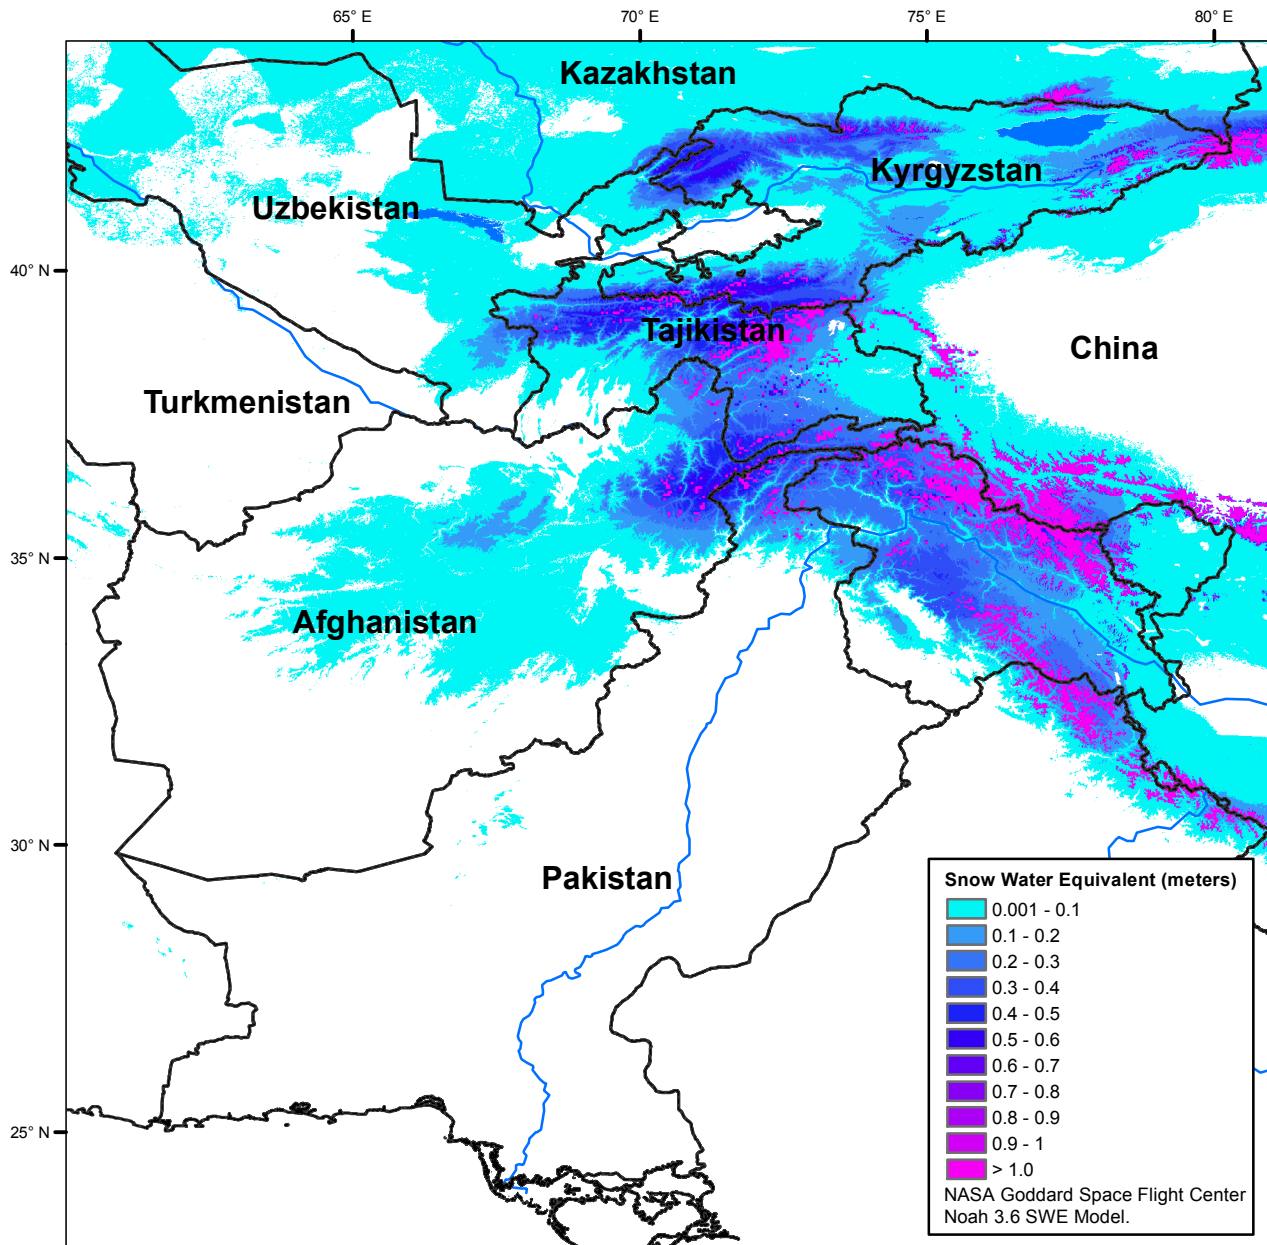 65° E
70° E
75° E
80° E
Kazakhstan
Kyrgyzstan
Uzbekistan
40° N
Tajikistan
China
Turkmenistan
35° N
Afghanistan
30° N
Pakistan
25° N
Snow Water Equivalent (meters)
0.001 - 0.1
0.1 - 0.2
0.2 - 0.3
0.3 - 0.4
0.4 - 0.5
0.5 - 0.6
0.6 - 0.7
0.7 - 0.8
0.8 - 0.9
0.9 - 1
> 1.0
NASA Goddard Space Flight Center
Noah 3.6 SWE Model.